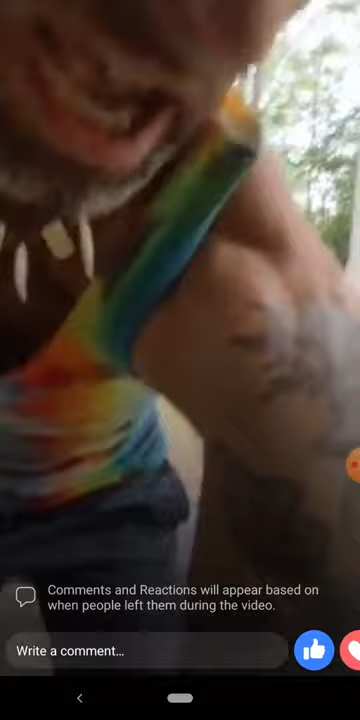 Comments and Reactions will appear based on
when people left them during the video.
Write a comment...